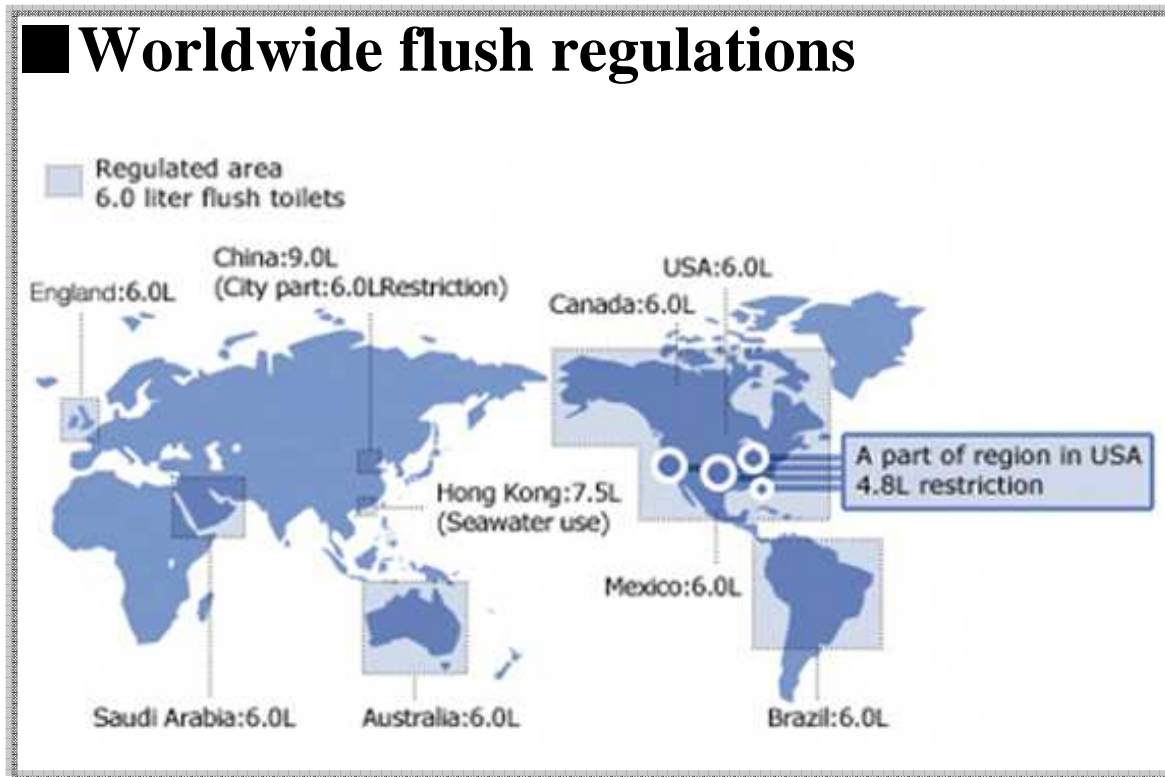 ■Worldwide flush regulations
Regulated area
6.0 liter flush toilets
China:9.0L
(City part:6.0LRestriction)
England:6.0L
USA:6.0L
Canada:6.0L
A part of region in USA
4.8L restriction
Hong Kong:7.5L
(Seawater use)
Mexico:6.0L
Saudi Arabia:6.0L
Australia:6.0L
Brazil:6.0L